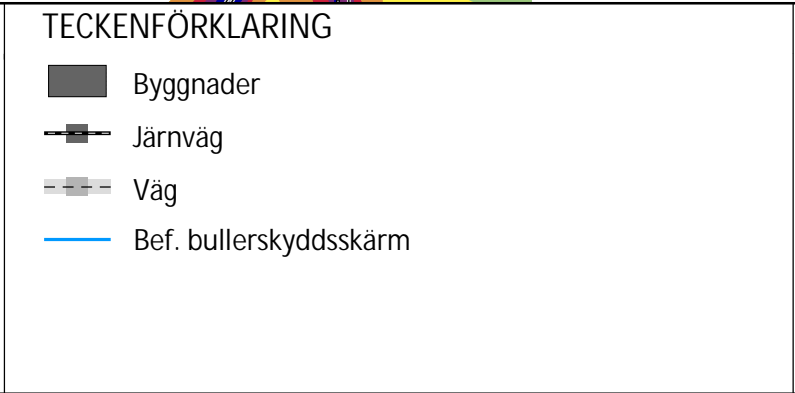 TECKENFÖRKLARING
Byggnader
Järnväg
Väg
Bef. bullerskyddsskärm